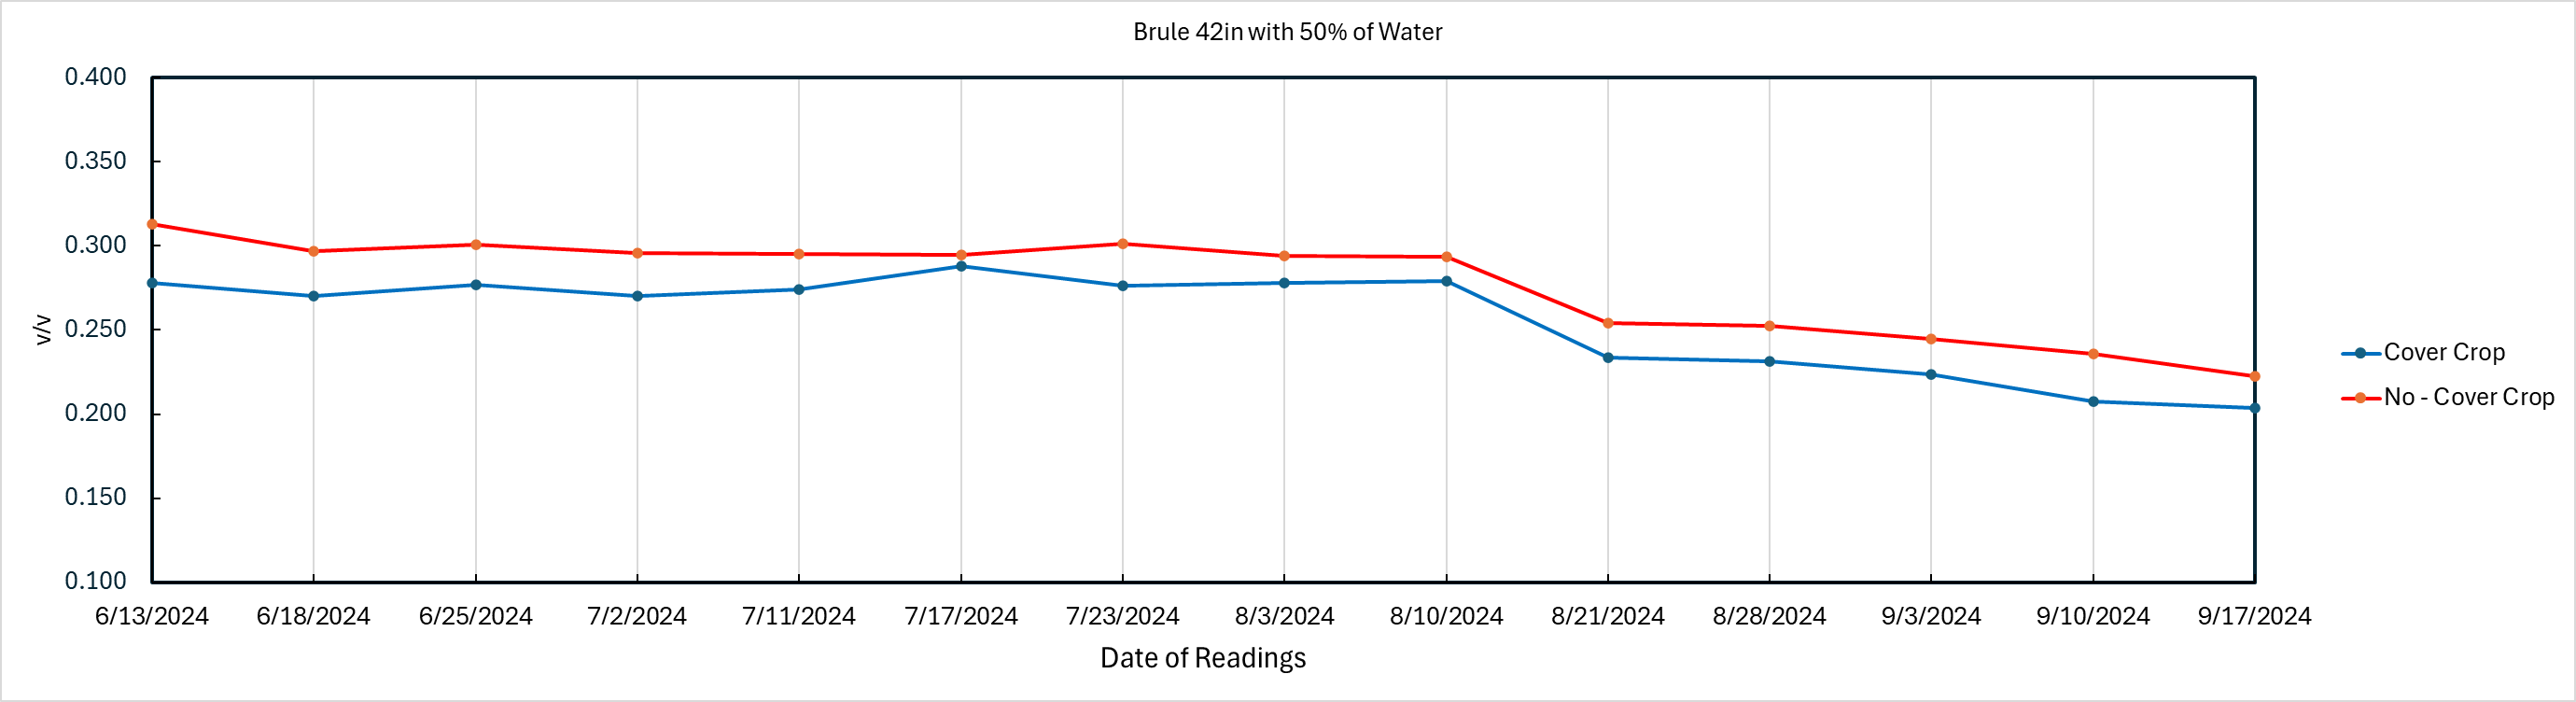 Brule 42in with 50% of Water
0.400
0.350
0.300
0.250
0.200
0.150
0.100
v/v
6/13/2024 6/18/2024 6/25/2024 7/2/2024 7/11/2024 7/17/2024 7/23/2024 8/3/2024 8/10/2024 8/21/2024 8/28/2024 9/3/2024 9/10/2024 9/17/2024
Date of Readings
Cover Crop
No - Cover Crop